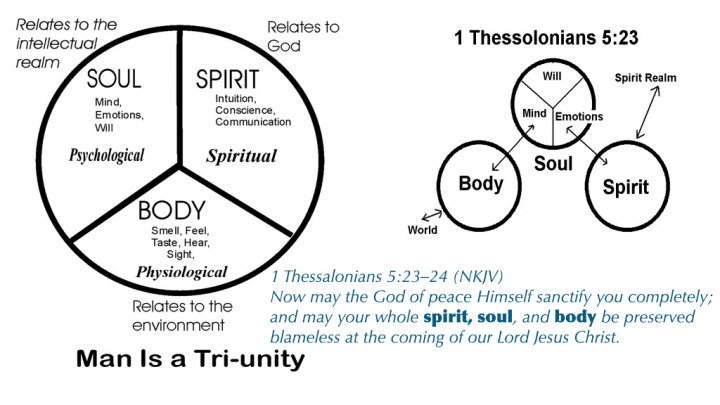 Relates to the
intellectual
realm
Relates to
God
SOUL
Mind,
Emotions,
Will
Psychological
SPIRIT
Intuition,
Conscience,
Communication
Spiritual
BODY
Smell, Feel,
Taste, Hear,
Sight,
Physiological
Relates to the
environment
Man Is a Tri-unity
1 Thessolonians 5:23
Will
Mind
Emotions
Soul
Spirit Realm
Body
Spirit
World
1 Thessalonians 5:23–24 (NKJV)
Now may the God of peace Himself sanctify you completely;
and may your whole spirit, soul, and body be preserved
blameless at the coming of our Lord Jesus Christ.